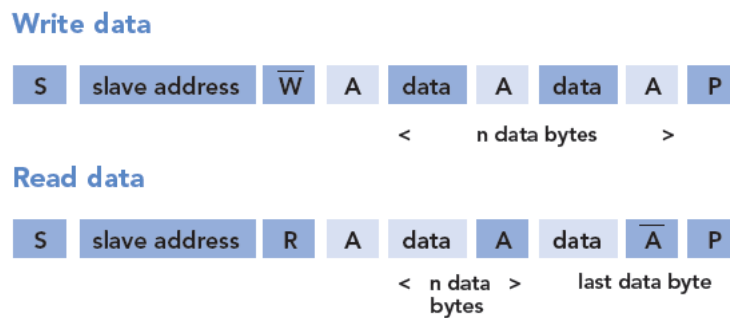 Write data
S slave address W̅ A data A data A P
< n data bytes >
Read data
S slave address R A data A data A̅ P
< n data > last data byte
bytes